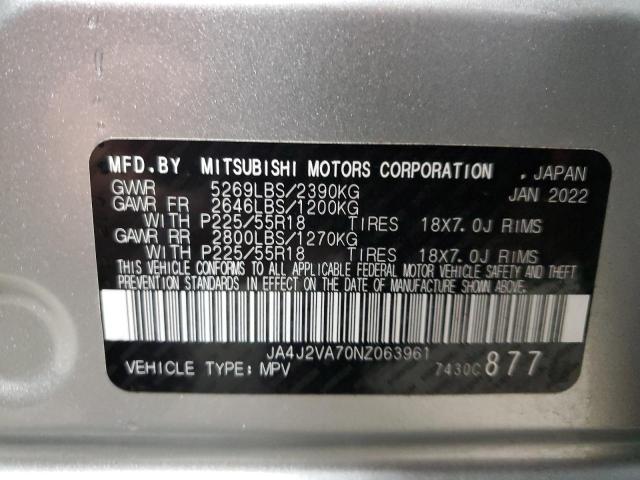 MFD.BY MITSUBISHI MOTORS CORPORATION . JAPAN
GVWR 5269LBS/2390KG JAN 2022
GAWR FR 2646LBS/1200KG
WITH P225/55R18 TIRES 18X7.0J RIMS
GAWR RR 2800LBS/1270KG
WITH P225/55R18 TIRES 18X7.0J RIMS
THIS VEHICLE CONFORMS TO ALL APPLICABLE FEDERAL MOTOR VEHICLE SAFETY AND THEFT
PREVENTION STANDARDS IN EFFECT ON THE DATE OF MANUFACTURE SHOWN ABOVE.
JA4J2VA70NZ063961
VEHICLE TYPE: MPV 7430C 877